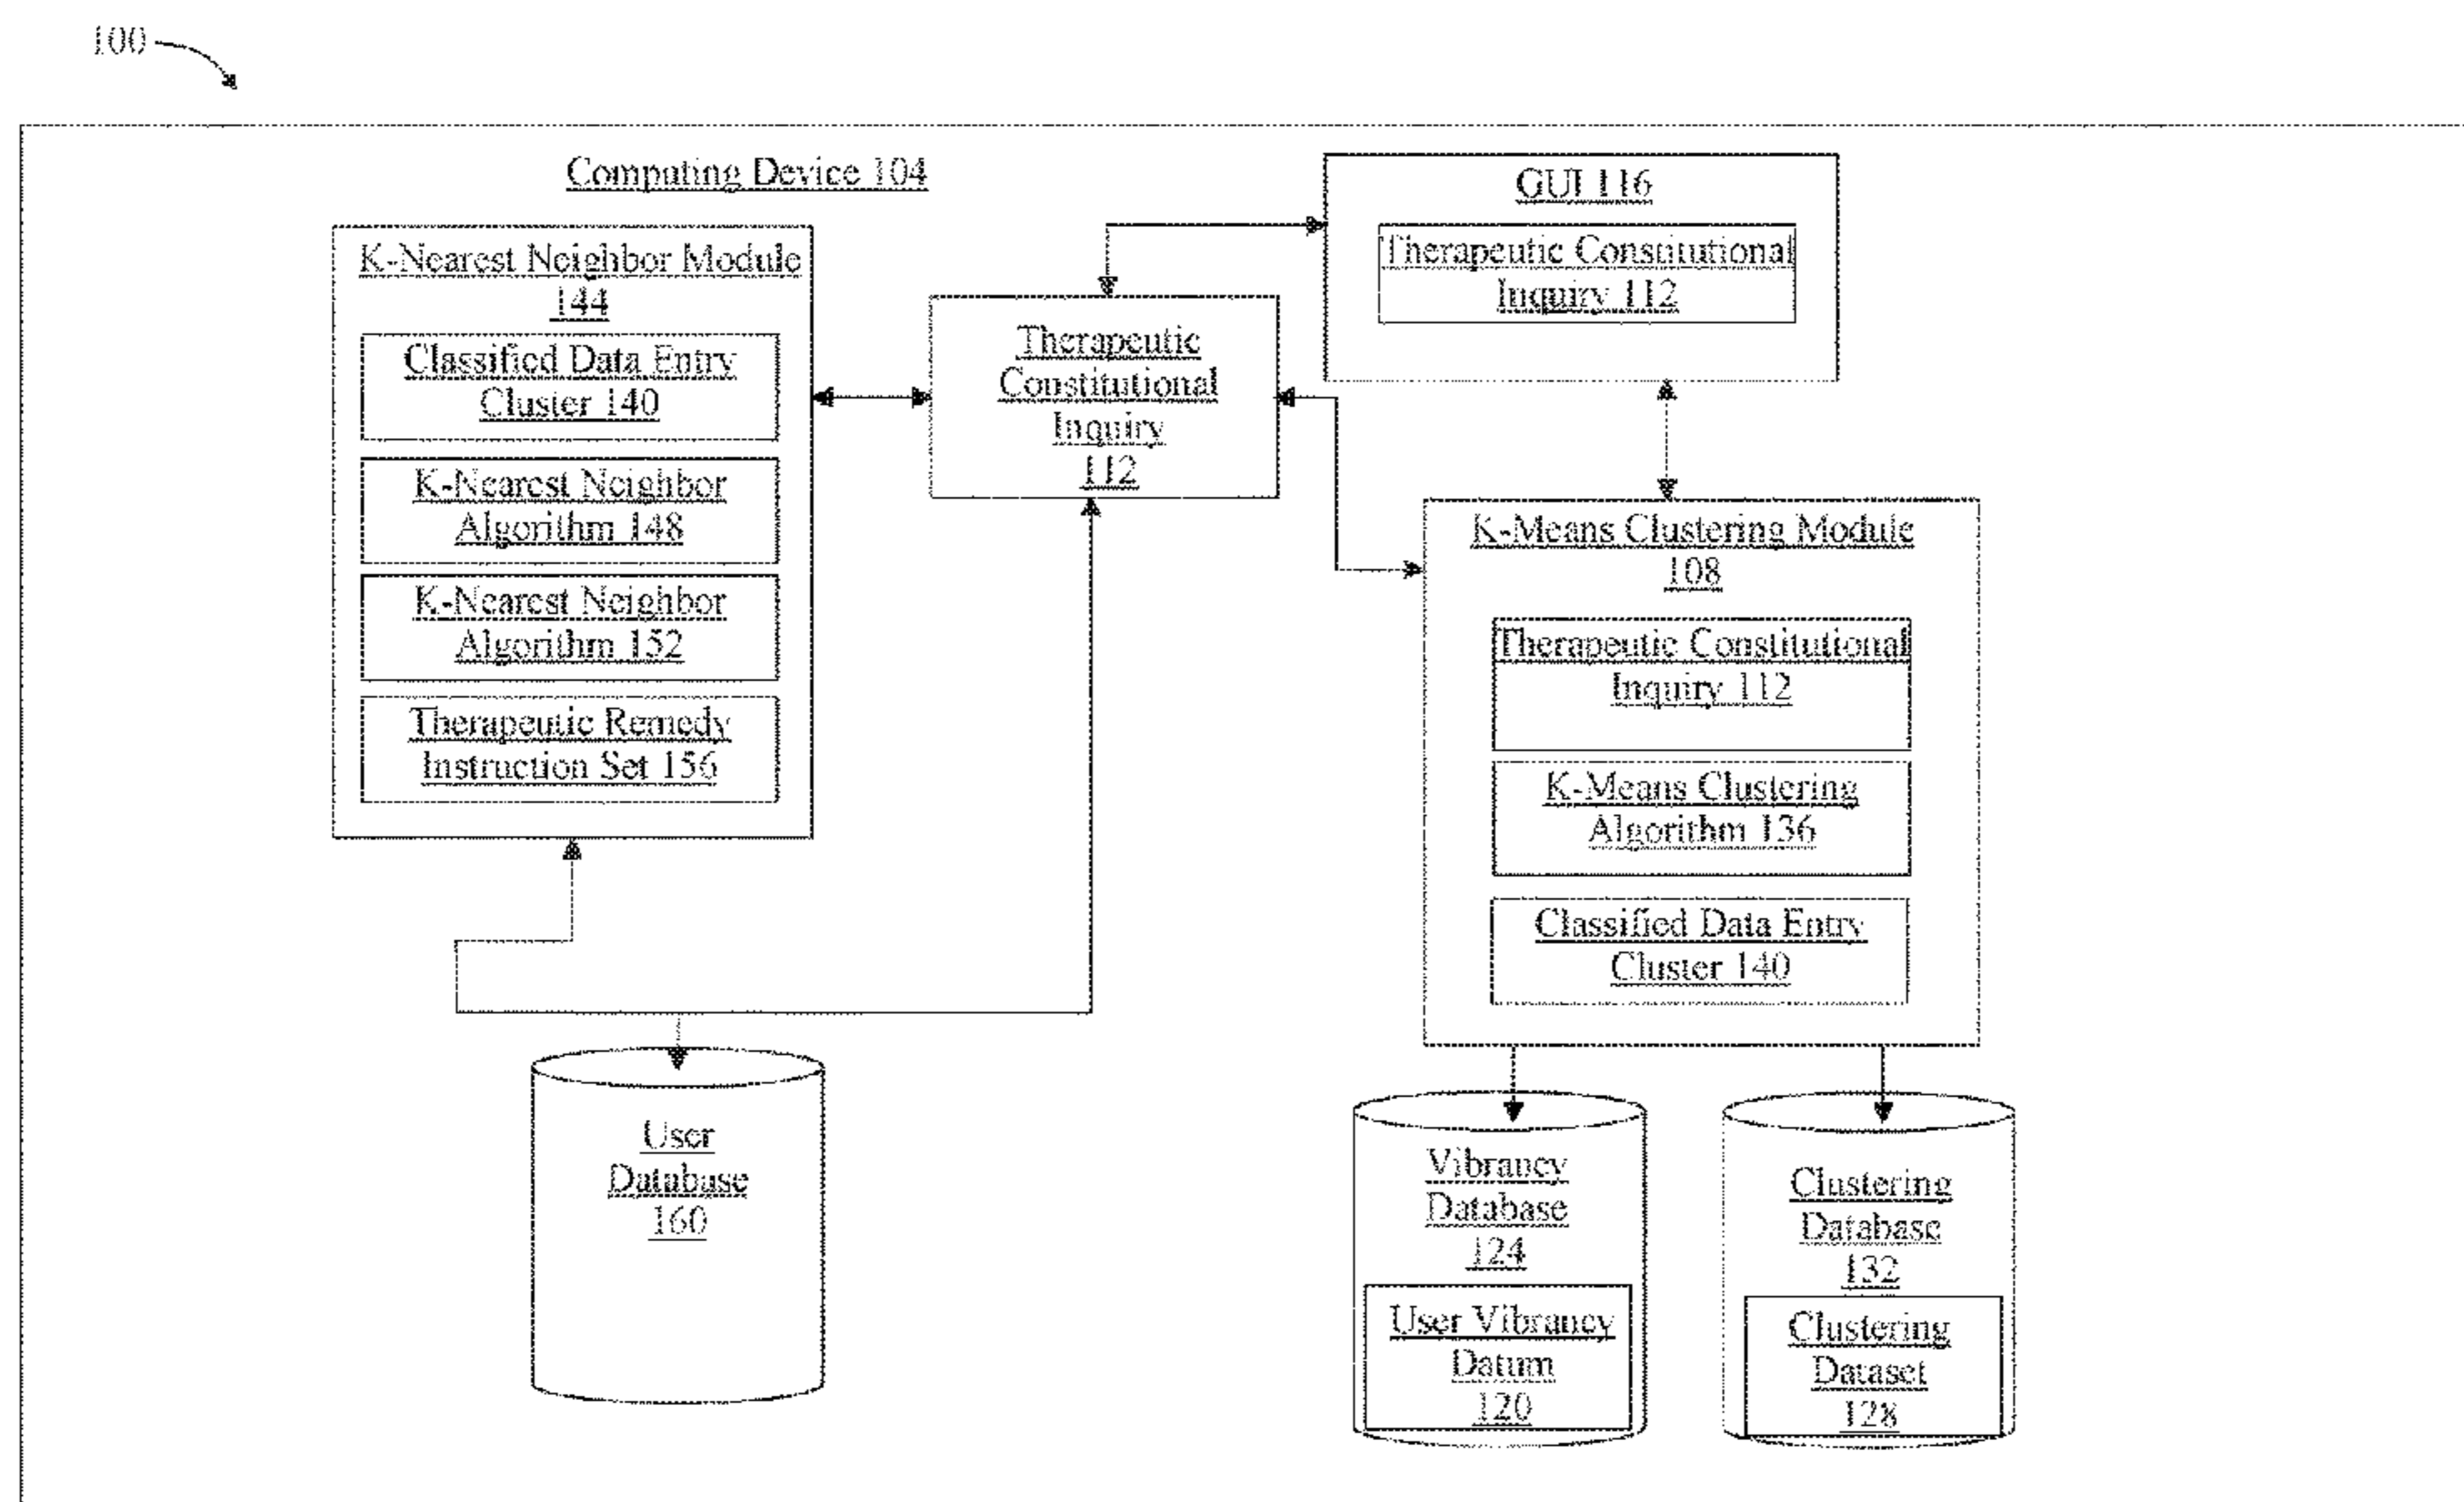 100
Computing Device 104
K-Nearest Neighbor Module
144
Classified Data Entry
Cluster 140
K-Nearest Neighbor
Algorithm 148
K-Nearest Neighbor
Algorithm 152
Therapeutic Remedy
Instruction Set 156
Therapeutic
Constitutional
Inquiry
112
GUI 116
Therapeutic Constitutional
Inquiry 112
K-Means Clustering Module
108
Therapeutic Constitutional
Inquiry 112
K-Means Clustering
Algorithm 136
Classified Data Entry
Cluster 140
User
Database
160
Vibrancy
Database
124
User Vibrancy
Datum
120
Clustering
Database
132
Clustering
Dataset
128